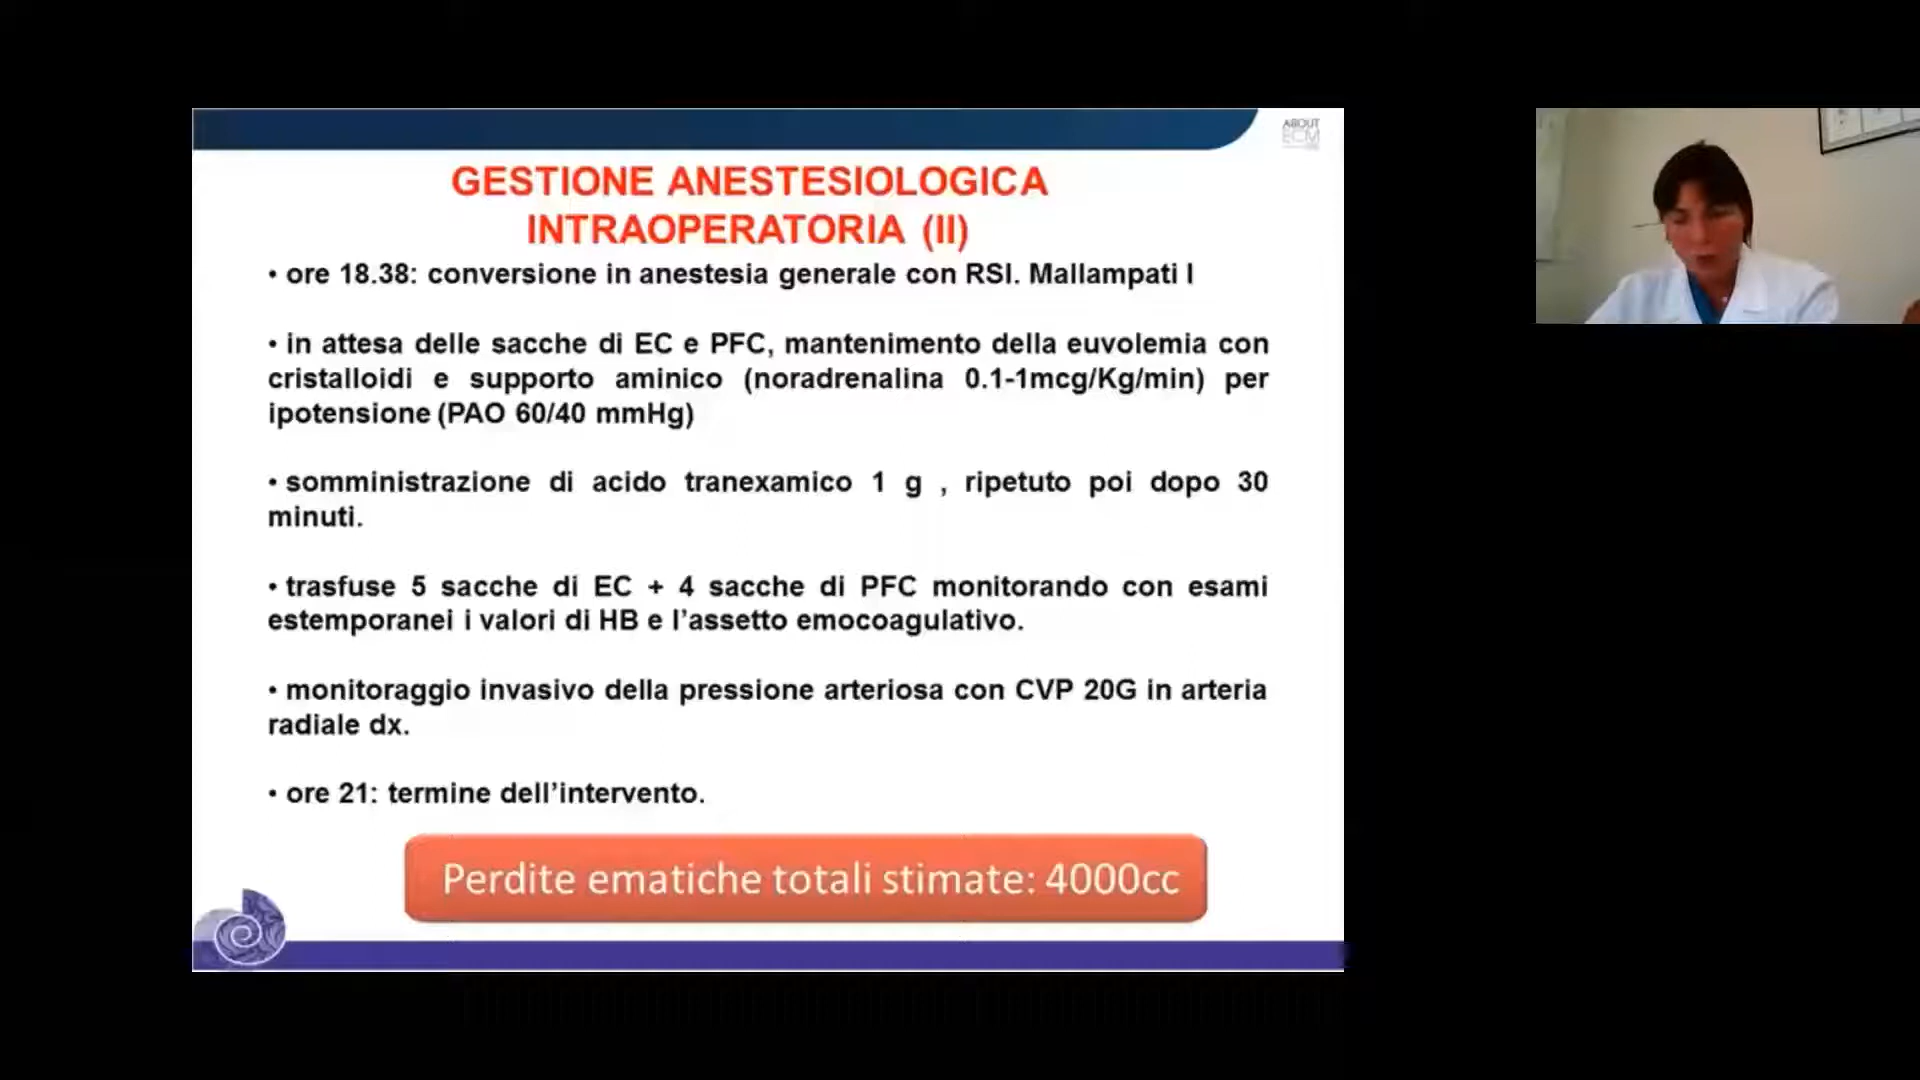 ABOUT
ECM
GESTIONE ANESTESIOLOGICA
INTRAOPERATORIA (II)
• ore 18.38: conversione in anestesia generale con RSI. Mallampati I
• in attesa delle sacche di EC e PFC, mantenimento della euvolemia con
cristalloidi e supporto aminico (noradrenalina 0.1-1mcg/Kg/min) per
ipotensione (PAO 60/40 mmHg)
• somministrazione di acido tranexamico 1 g , ripetuto poi dopo 30
minuti.
• trasfuse 5 sacche di EC + 4 sacche di PFC monitorando con esami
estemporanei i valori di HB e l’assetto emocoagulativo.
• monitoraggio invasivo della pressione arteriosa con CVP 20G in arteria
radiale dx.
• ore 21: termine dell’intervento.
Perdite ematiche totali stimate: 4000cc